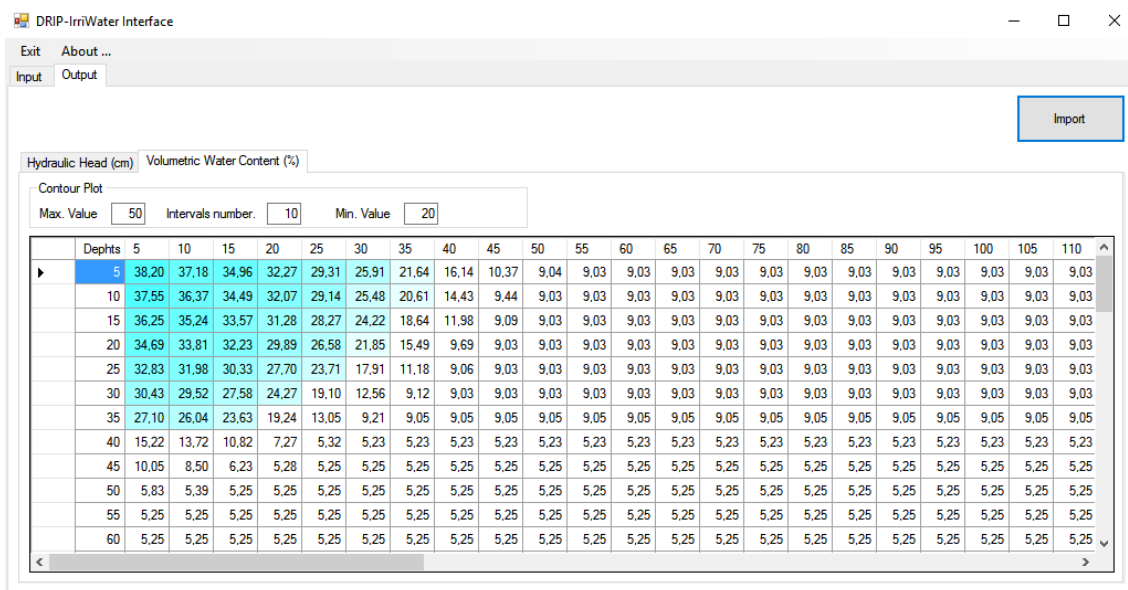 DRIP-IrriWater Interface
Exit About ...
Input Output
Import
Hydraulic Head (cm) Volumetric Water Content (%)
Contour Plot
Max. Value 50 Intervals number. 10 Min. Value 20
Dephts 5 10 15 20 25 30 35 40 45 50 55 60 65 70 75 80 85 90 95 100 105 110
5 38,20 37,18 34,96 32,27 29,31 25,91 21,64 16,14 10,37 9,04 9,03 9,03 9,03 9,03 9,03 9,03 9,03 9,03 9,03 9,03 9,03 9,03
10 37,55 36,37 34,49 32,07 29,14 25,48 20,61 14,43 9,44 9,03 9,03 9,03 9,03 9,03 9,03 9,03 9,03 9,03 9,03 9,03 9,03 9,03
15 36,25 35,24 33,57 31,28 28,27 24,22 18,64 11,98 9,09 9,03 9,03 9,03 9,03 9,03 9,03 9,03 9,03 9,03 9,03 9,03 9,03 9,03
20 34,69 33,81 32,23 29,89 26,58 21,85 15,49 9,69 9,03 9,03 9,03 9,03 9,03 9,03 9,03 9,03 9,03 9,03 9,03 9,03 9,03 9,03
25 32,83 31,98 30,33 27,70 23,71 17,91 11,18 9,06 9,03 9,03 9,03 9,03 9,03 9,03 9,03 9,03 9,03 9,03 9,03 9,03 9,03 9,03
30 30,43 29,52 27,58 24,27 19,10 12,56 9,12 9,03 9,03 9,03 9,03 9,03 9,03 9,03 9,03 9,03 9,03 9,03 9,03 9,03 9,03 9,03
35 27,10 26,04 23,63 19,24 13,05 9,21 9,05 9,05 9,05 9,05 9,05 9,05 9,05 9,05 9,05 9,05 9,05 9,05 9,05 9,05 9,05 9,05
40 15,22 13,72 10,82 7,27 5,32 5,23 5,23 5,23 5,23 5,23 5,23 5,23 5,23 5,23 5,23 5,23 5,23 5,23 5,23 5,23 5,23 5,23
45 10,05 8,50 6,23 5,28 5,25 5,25 5,25 5,25 5,25 5,25 5,25 5,25 5,25 5,25 5,25 5,25 5,25 5,25 5,25 5,25 5,25 5,25
50 5,83 5,39 5,25 5,25 5,25 5,25 5,25 5,25 5,25 5,25 5,25 5,25 5,25 5,25 5,25 5,25 5,25 5,25 5,25 5,25 5,25 5,25
55 5,25 5,25 5,25 5,25 5,25 5,25 5,25 5,25 5,25 5,25 5,25 5,25 5,25 5,25 5,25 5,25 5,25 5,25 5,25 5,25 5,25 5,25
60 5,25 5,25 5,25 5,25 5,25 5,25 5,25 5,25 5,25 5,25 5,25 5,25 5,25 5,25 5,25 5,25 5,25 5,25 5,25 5,25 5,25 5,25